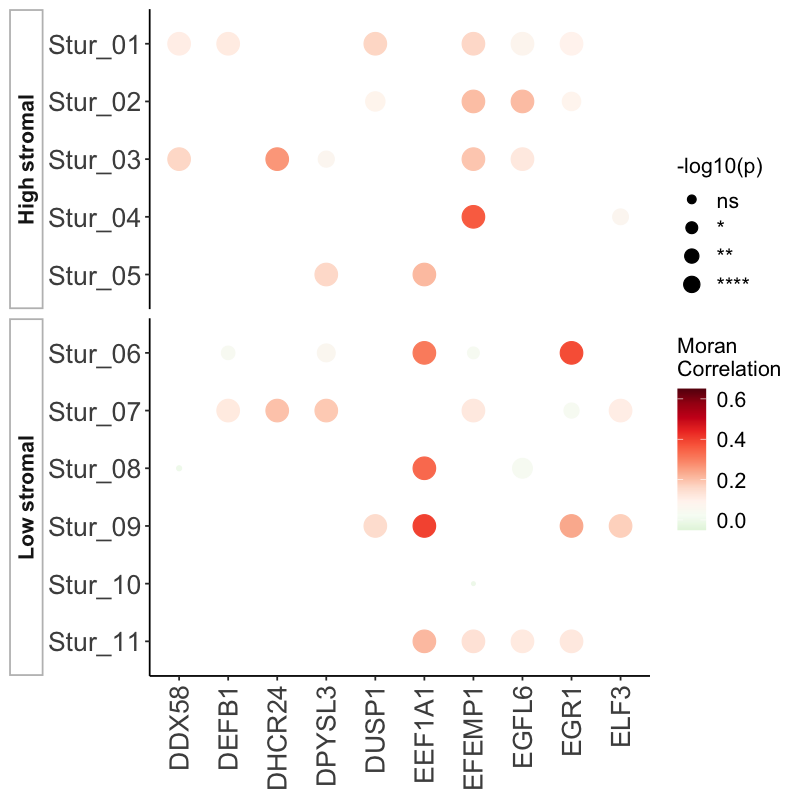 High stromal
Stur_01
Stur_02
Stur_03
Stur_04
Stur_05
Low stromal
Stur_06
Stur_07
Stur_08
Stur_09
Stur_10
Stur_11
DDX58
DEFB1
DHCR24
DPYSL3
DUSP1
EEF1A1
EFEMP1
EGFL6
EGR1
ELF3
-log10(p)
ns
*
**
****
Moran
Correlation
0.6
0.4
0.2
0.0